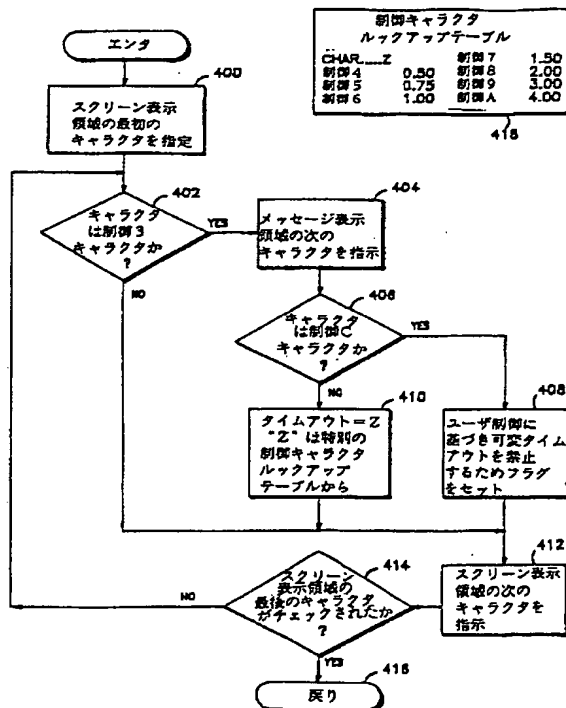 エンタ
400
スクリーン表示
領域の最初の
キャラクタを指定
制御キャラクタ
ルックアップテーブル
CHAR....Z 制御7 1.50
制御4 0.50 制御8 2.00
制御5 0.75 制御9 3.00
制御6 1.00 制御A 4.00
418
402
キャラクタ
は制御3
キャラクタか
?
YES
NO
404
メッセージ表示
領域の次の
キャラクタを指示
406
キャラクタ
は制御C
キャラクタか
?
YES
NO
410
タイムアウト=Z
"Z"は特別の
制御キャラクタ
ルックアップ
テーブルから
408
ユーザ制御に
基づき可変タイム
アウトを禁止
するためフラグ
をセット
412
スクリーン表示
領域の次の
キャラクタを
指示
414
スクリーン
表示領域の
最後のキャラクタ
がチェックされたか
?
NO
YES
416
戻り